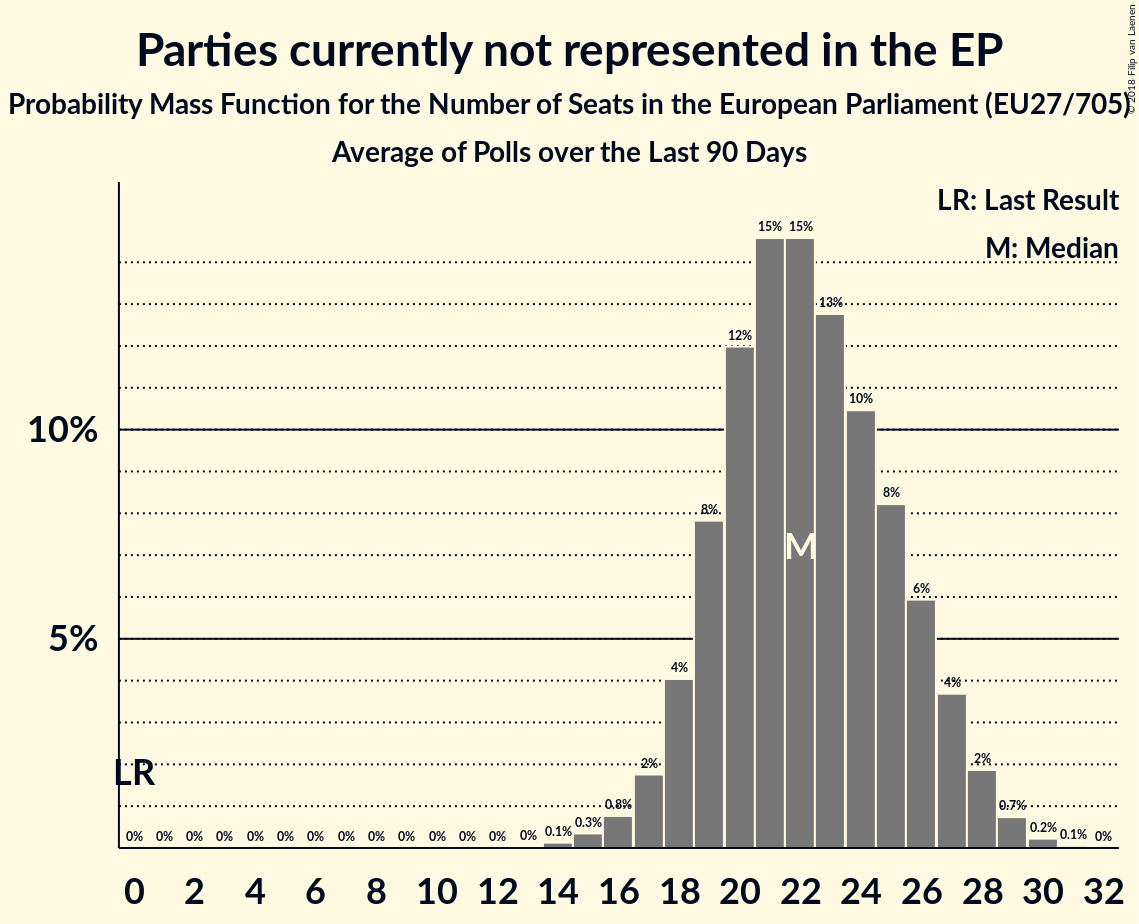 Parties currently not represented in the EP
Probability Mass Function for the Number of Seats in the European Parliament (EU27/705)
Average of Polls over the Last 90 Days
© 2018 Filip van Laenen
LR: Last Result
M: Median
15% 15%
13%
12%
10%
10%
8%
8%
M
6%
5%
4%
4%
2%
2%
LR
0.8%
0.7%
0% 0% 0% 0% 0% 0% 0% 0% 0% 0% 0% 0% 0% 0% 0.1% 0.3% 0.2% 0.1% 0%
0 2 4 6 8 10 12 14 16 18 20 22 24 26 28 30 32